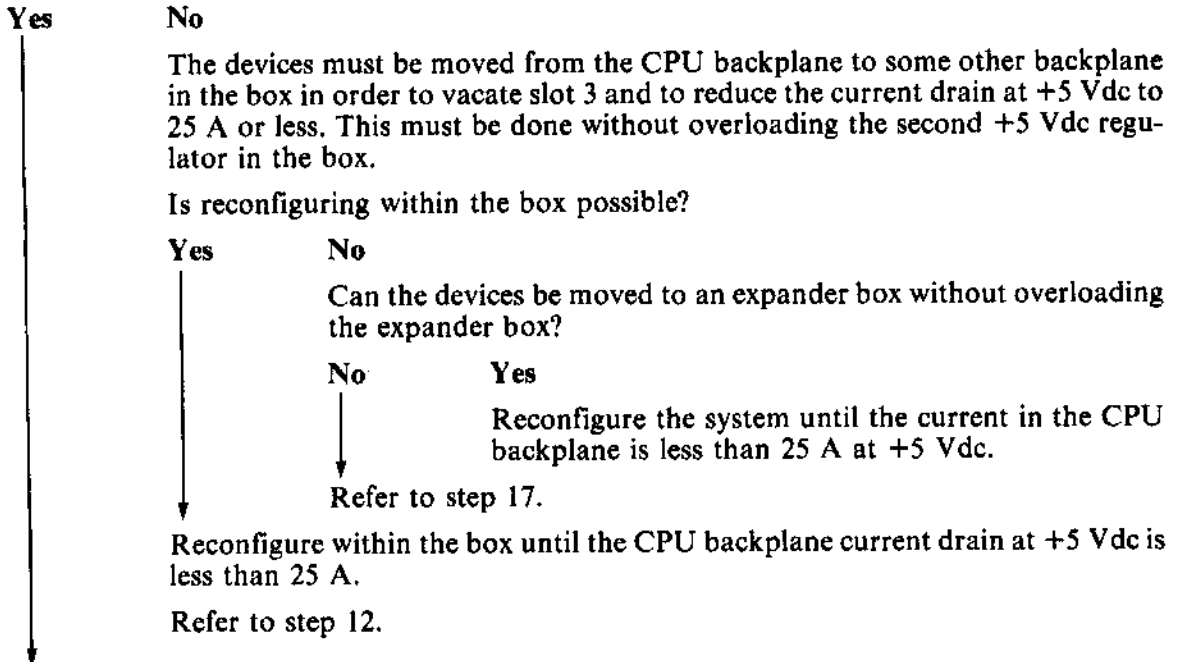 Yes No
The devices must be moved from the CPU backplane to some other backplane
in the box in order to vacate slot 3 and to reduce the current drain at +5 Vdc to
25 A or less. This must be done without overloading the second +5 Vdc regu-
lator in the box.
Is reconfiguring within the box possible?
Yes No
Can the devices be moved to an expander box without overloading
the expander box?
No Yes
Reconfigure the system until the current in the CPU
backplane is less than 25 A at +5 Vdc.
Refer to step 17.
Reconfigure within the box until the CPU backplane current drain at +5 Vdc is
less than 25 A.
Refer to step 12.